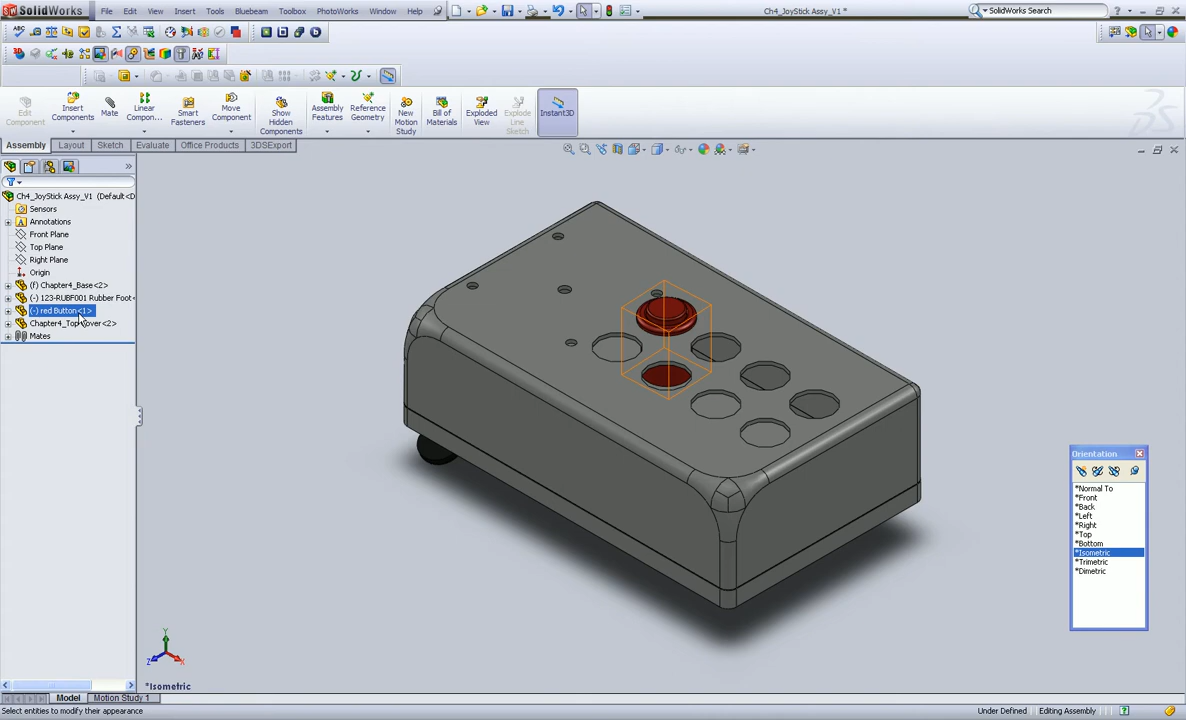 SolidWorks File Edit View Insert Tools Toolbox Bluebeam PhotoWorks Window Help Ch4_JoyStick Assy_V1 * SolidWorks Search
Edit Component
Insert Components
Mate
Linear Compon...
Smart Fasteners
Move Component
Show Hidden Components
Assembly Features
Reference Geometry
New Motion Study
Bill of Materials
Exploded View
Explode Line Sketch
Instant3D
Assembly Layout Sketch Evaluate Office Products 3DSExport
Ch4_JoyStick Assy_V1 (Default<D
Sensors
Annotations
Front Plane
Top Plane
Right Plane
Origin
(f) Chapter4_Base<2>
(-) 123-RUBF001 Rubber Foot<
(-) red Button<1>
Chapter4_Top Cover<2>
Mates
Orientation
*Normal To
*Front
*Back
*Left
*Right
*Top
*Bottom
*Isometric
*Trimetric
*Dimetric
Y
Z
X
*Isometric
Model Motion Study 1
Select entities to modify their appearance Under Defined Editing Assembly